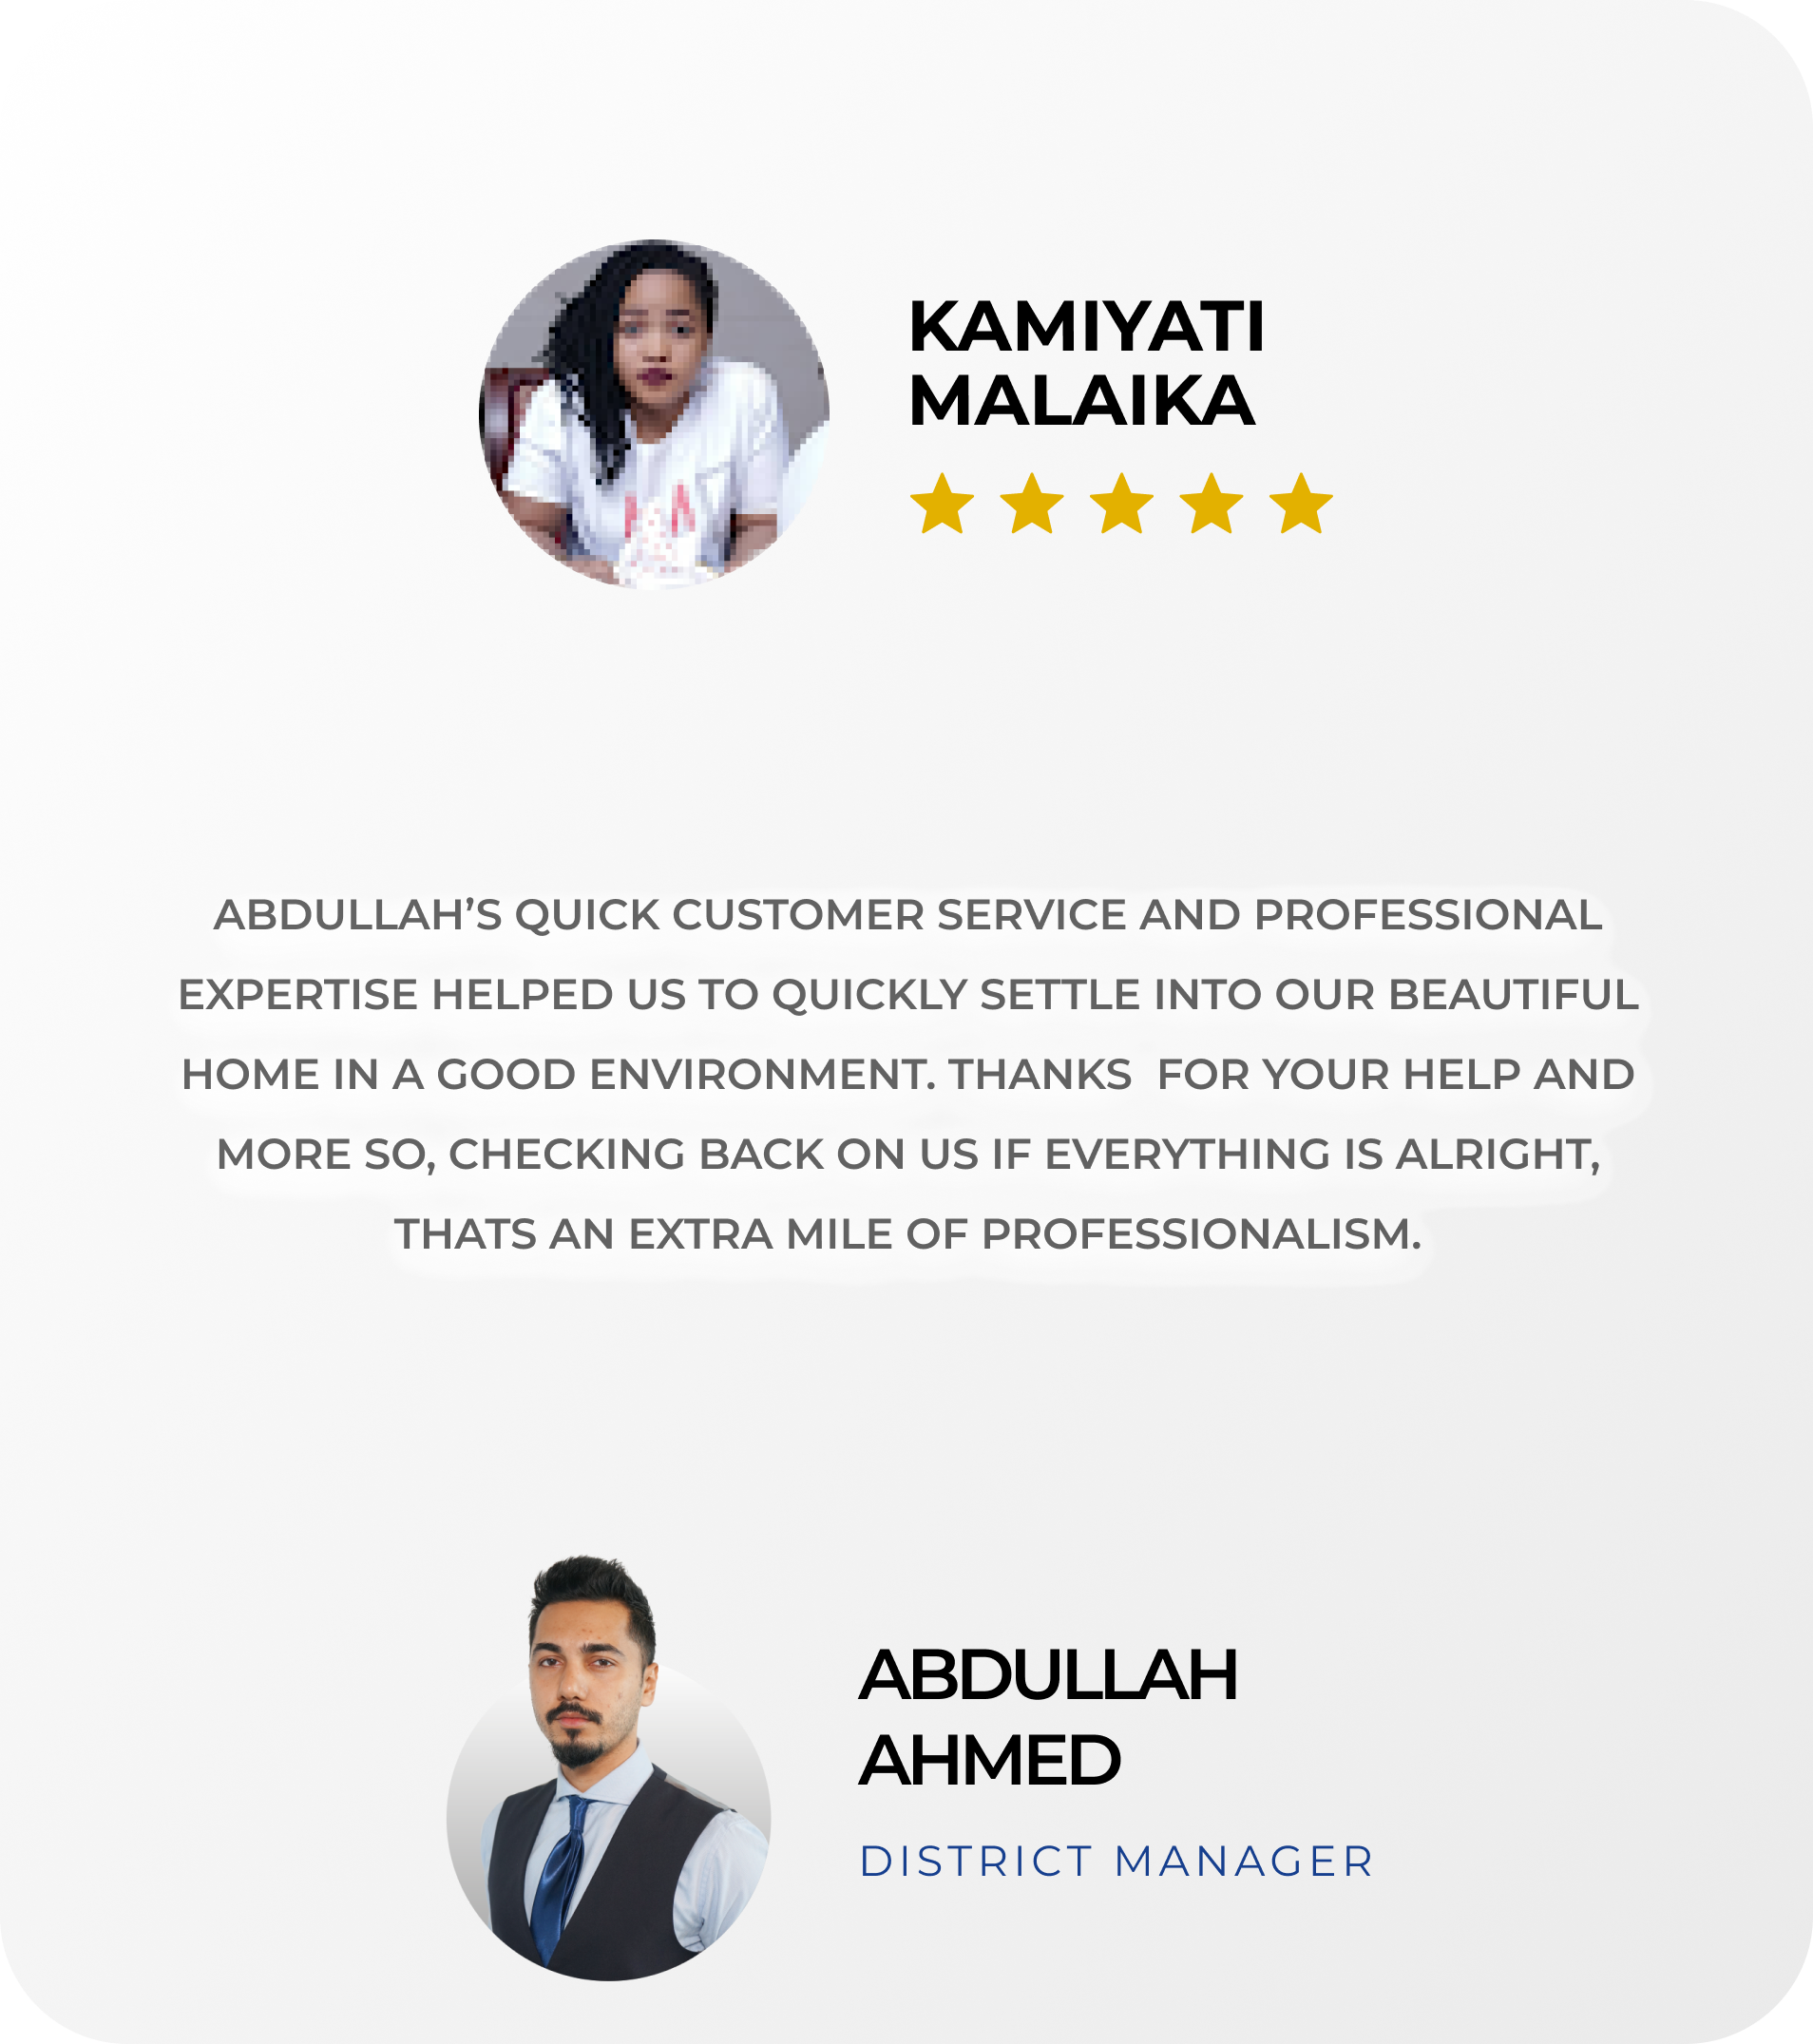 KAMIYATI
MALAIKA
ABDULLAH’S QUICK CUSTOMER SERVICE AND PROFESSIONAL
EXPERTISE HELPED US TO QUICKLY SETTLE INTO OUR BEAUTIFUL
HOME IN A GOOD ENVIRONMENT. THANKS  FOR YOUR HELP AND
MORE SO, CHECKING BACK ON US IF EVERYTHING IS ALRIGHT,
THATS AN EXTRA MILE OF PROFESSIONALISM.
ABDULLAH
AHMED
DISTRICT MANAGER